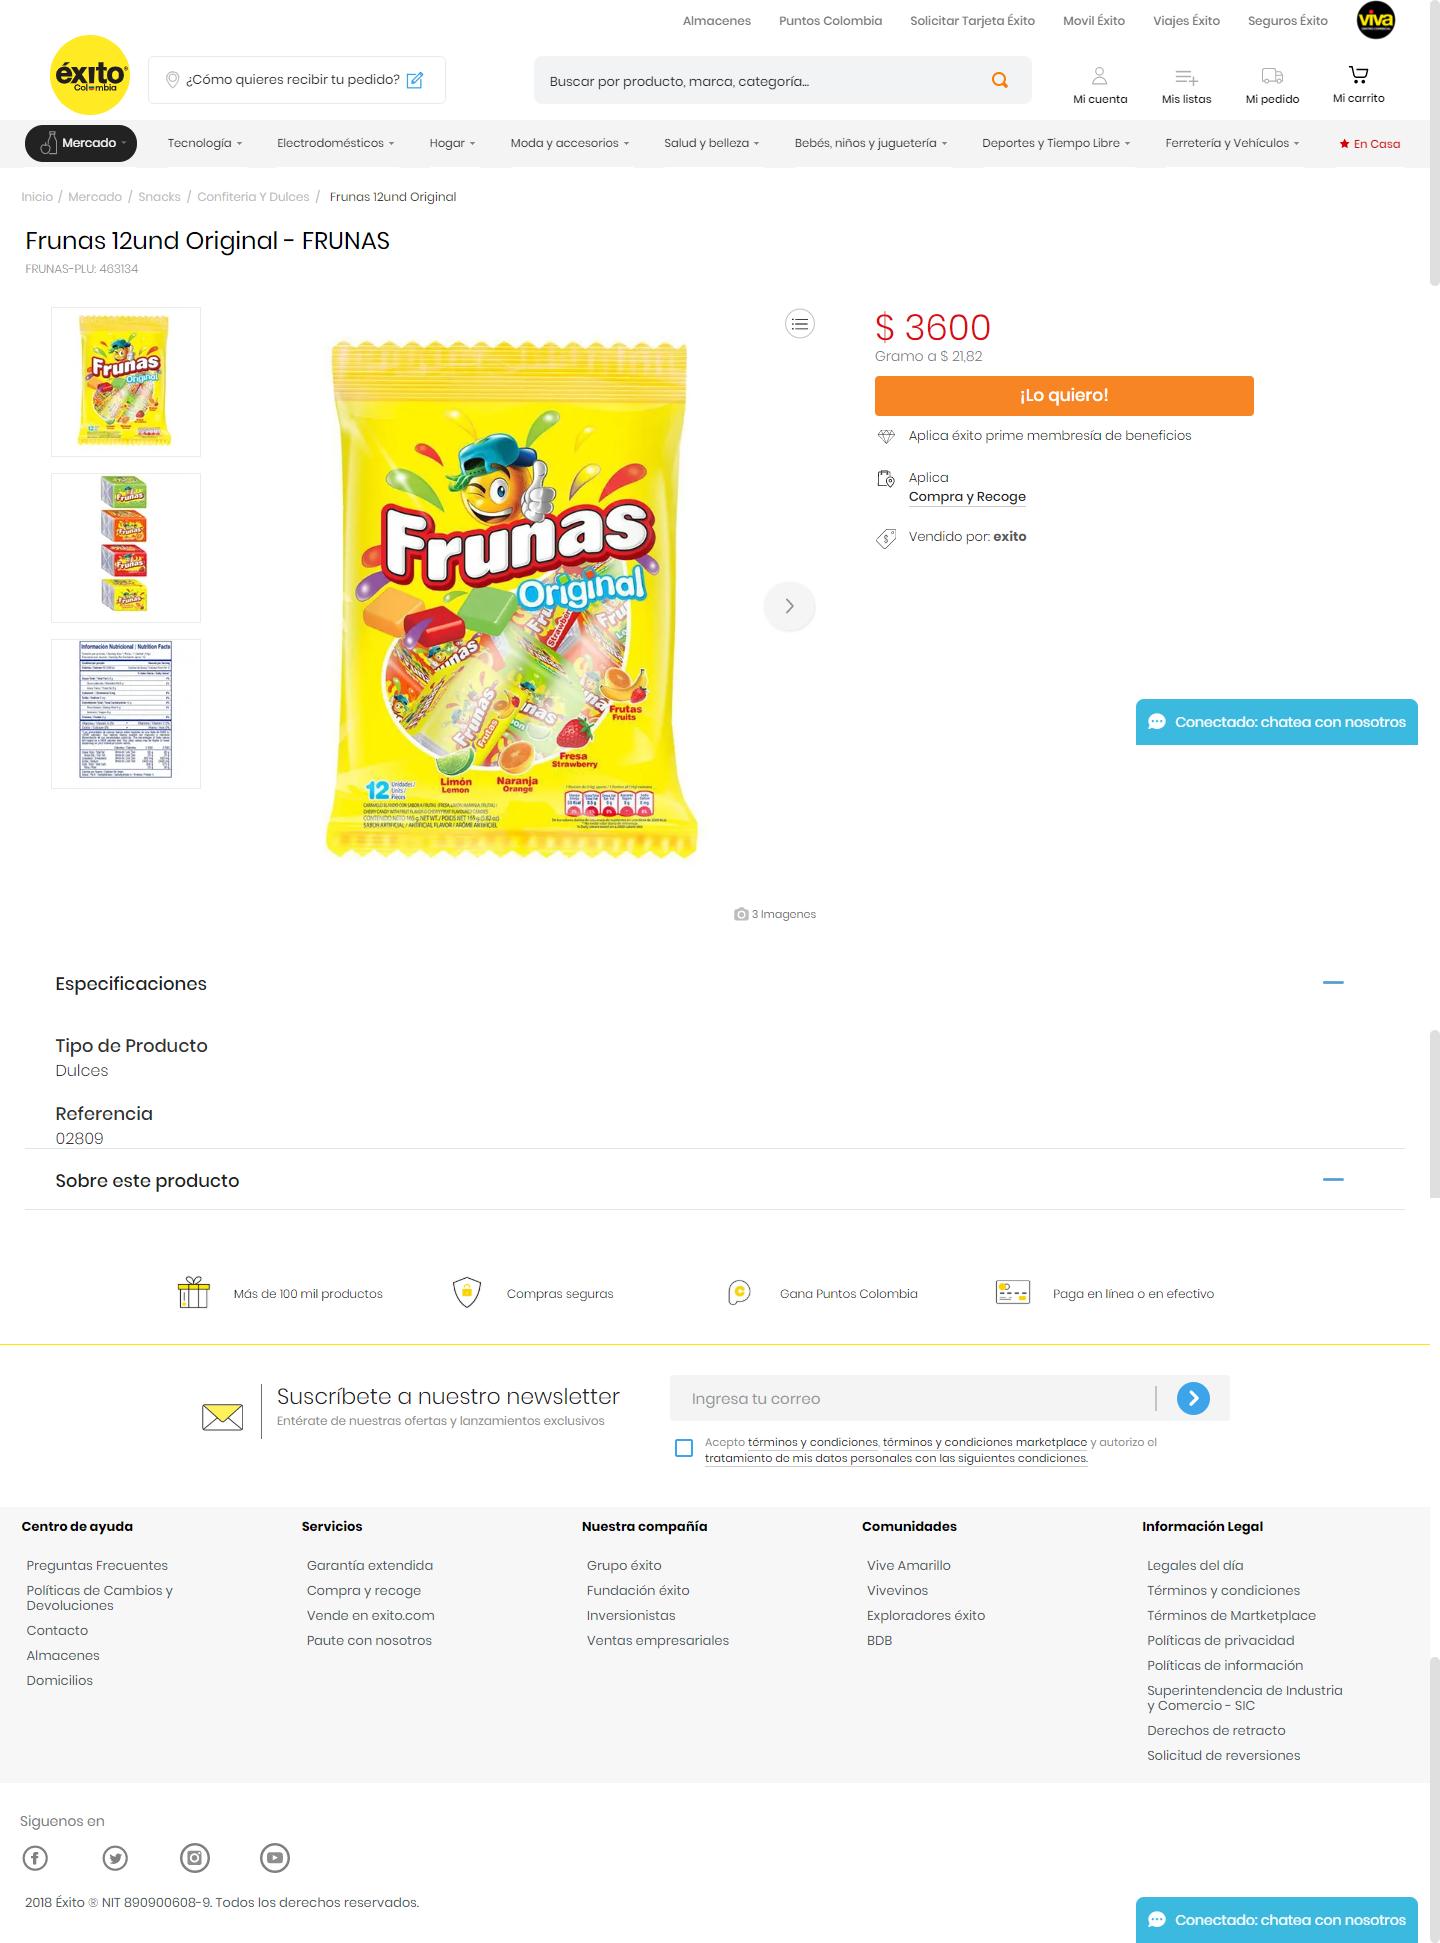 Almacenes
Puntos Colombia
Solicitar Tarjeta Éxito
Movil Éxito
Viajes Éxito
Seguros Éxito
viva
éxito
Colombia
¿Cómo quieres recibir tu pedido?
Buscar por producto, marca, categoría...
Mi cuenta
Mis listas
Mi pedido
Mi carrito
Mercado
Tecnología
Electrodomésticos
Hogar
Moda y accesorios
Salud y belleza
Bebés, niños y juguetería
Deportes y Tiempo Libre
Ferretería y Vehículos
En Casa
Inicio / Mercado / Snacks / Confiteria Y Dulces / Frunas 12und Original
Frunas 12und Original - FRUNAS
FRUNAS-PLU: 463134
Frunas
Original
Información Nutricional / Nutrition Facts
Frunas
Original
Frutas
Fruits
Fresa
Strawberry
Naranja
Orange
Limón
Lemon
12 Unidades/
Units/
Pieces
$ 3600
Gramo a $ 21,82
¡Lo quiero!
Aplica éxito prime membresía de beneficios
Aplica
Compra y Recoge
Vendido por: exito
Conectado: chatea con nosotros
3 Imagenes
Especificaciones
Tipo de Producto
Dulces
Referencia
02809
Sobre este producto
Más de 100 mil productos
Compras seguras
Gana Puntos Colombia
Paga en línea o en efectivo
Suscríbete a nuestro newsletter
Entérate de nuestras ofertas y lanzamientos exclusivos
Ingresa tu correo
Acepto términos y condiciones, términos y condiciones marketplace y autorizo el
tratamiento de mis datos personales con las siguientes condiciones.
Centro de ayuda
Preguntas Frecuentes
Políticas de Cambios y
Devoluciones
Contacto
Almacenes
Domicilios
Servicios
Garantía extendida
Compra y recoge
Vende en exito.com
Paute con nosotros
Nuestra compañía
Grupo éxito
Fundación éxito
Inversionistas
Ventas empresariales
Comunidades
Vive Amarillo
Vivevinos
Exploradores éxito
BDB
Información Legal
Legales del día
Términos y condiciones
Términos de Martketplace
Políticas de privacidad
Políticas de información
Superintendencia de Industria
y Comercio - SIC
Derechos de retracto
Solicitud de reversiones
Siguenos en
2018 Éxito ® NIT 890900608-9. Todos los derechos reservados.
Conectado: chatea con nosotros